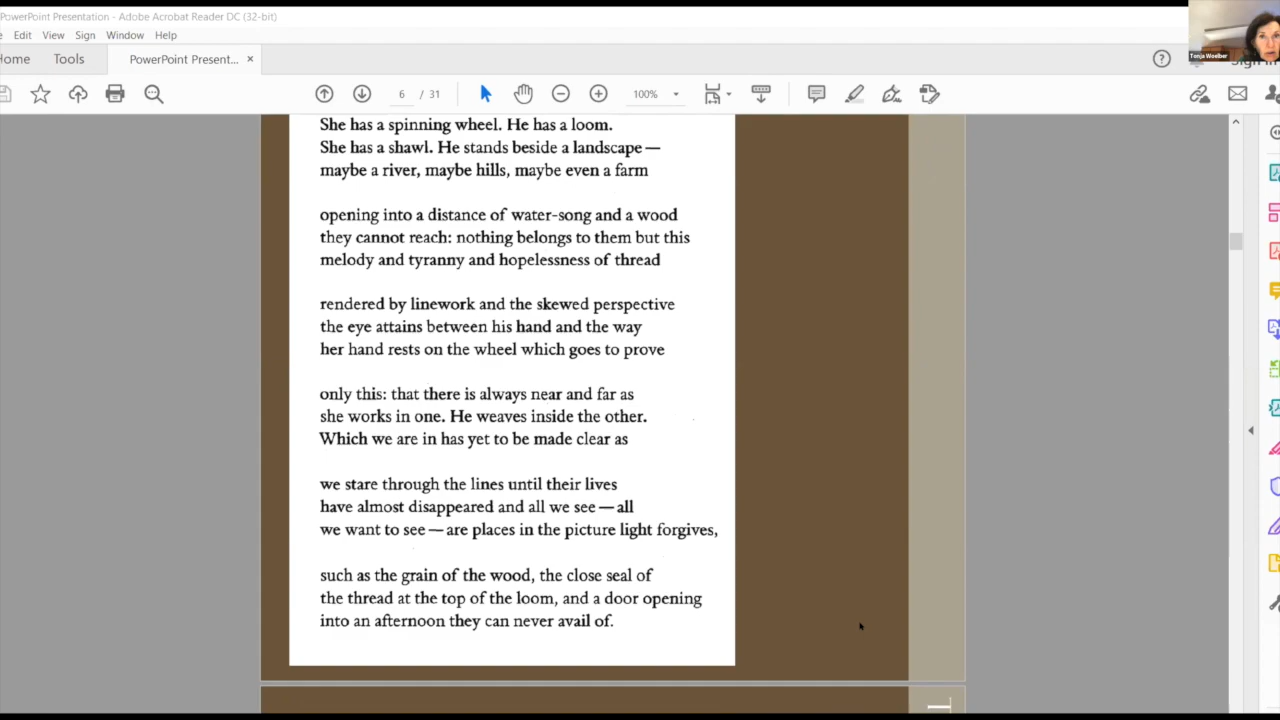 PowerPoint Presentation - Adobe Acrobat Reader DC (32-bit)
Edit View Sign Window Help
Home Tools PowerPoint Present... ×
6 / 31 100%
Tanja Woelber
She has a spinning wheel. He has a loom.
She has a shawl. He stands beside a landscape —
maybe a river, maybe hills, maybe even a farm
opening into a distance of water-song and a wood
they cannot reach: nothing belongs to them but this
melody and tyranny and hopelessness of thread
rendered by linework and the skewed perspective
the eye attains between his hand and the way
her hand rests on the wheel which goes to prove
only this: that there is always near and far as
she works in one. He weaves inside the other.
Which we are in has yet to be made clear as
we stare through the lines until their lives
have almost disappeared and all we see — all
we want to see — are places in the picture light forgives,
such as the grain of the wood, the close seal of
the thread at the top of the loom, and a door opening
into an afternoon they can never avail of.